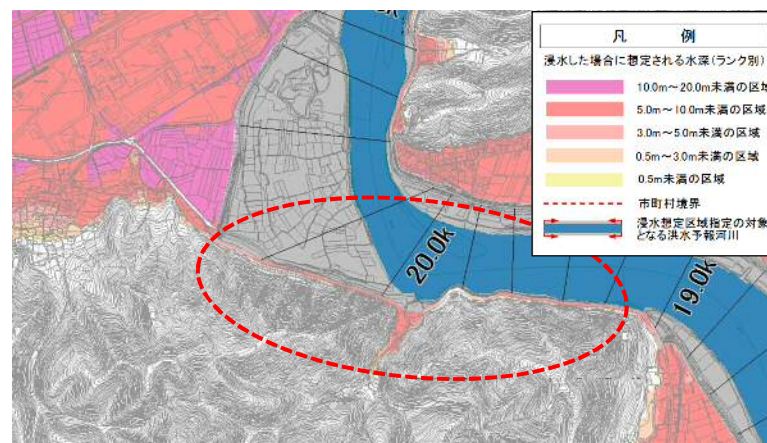 凡 例
浸水した場合に想定される水深(ランク別)
10.0m～20.0m未満の区域
5.0m～10.0m未満の区域
3.0m～5.0m未満の区域
0.5m～3.0m未満の区域
0.5m未満の区域
市町村境界
浸水想定区域指定の対象
となる洪水予報河川
20.0k
19.0k